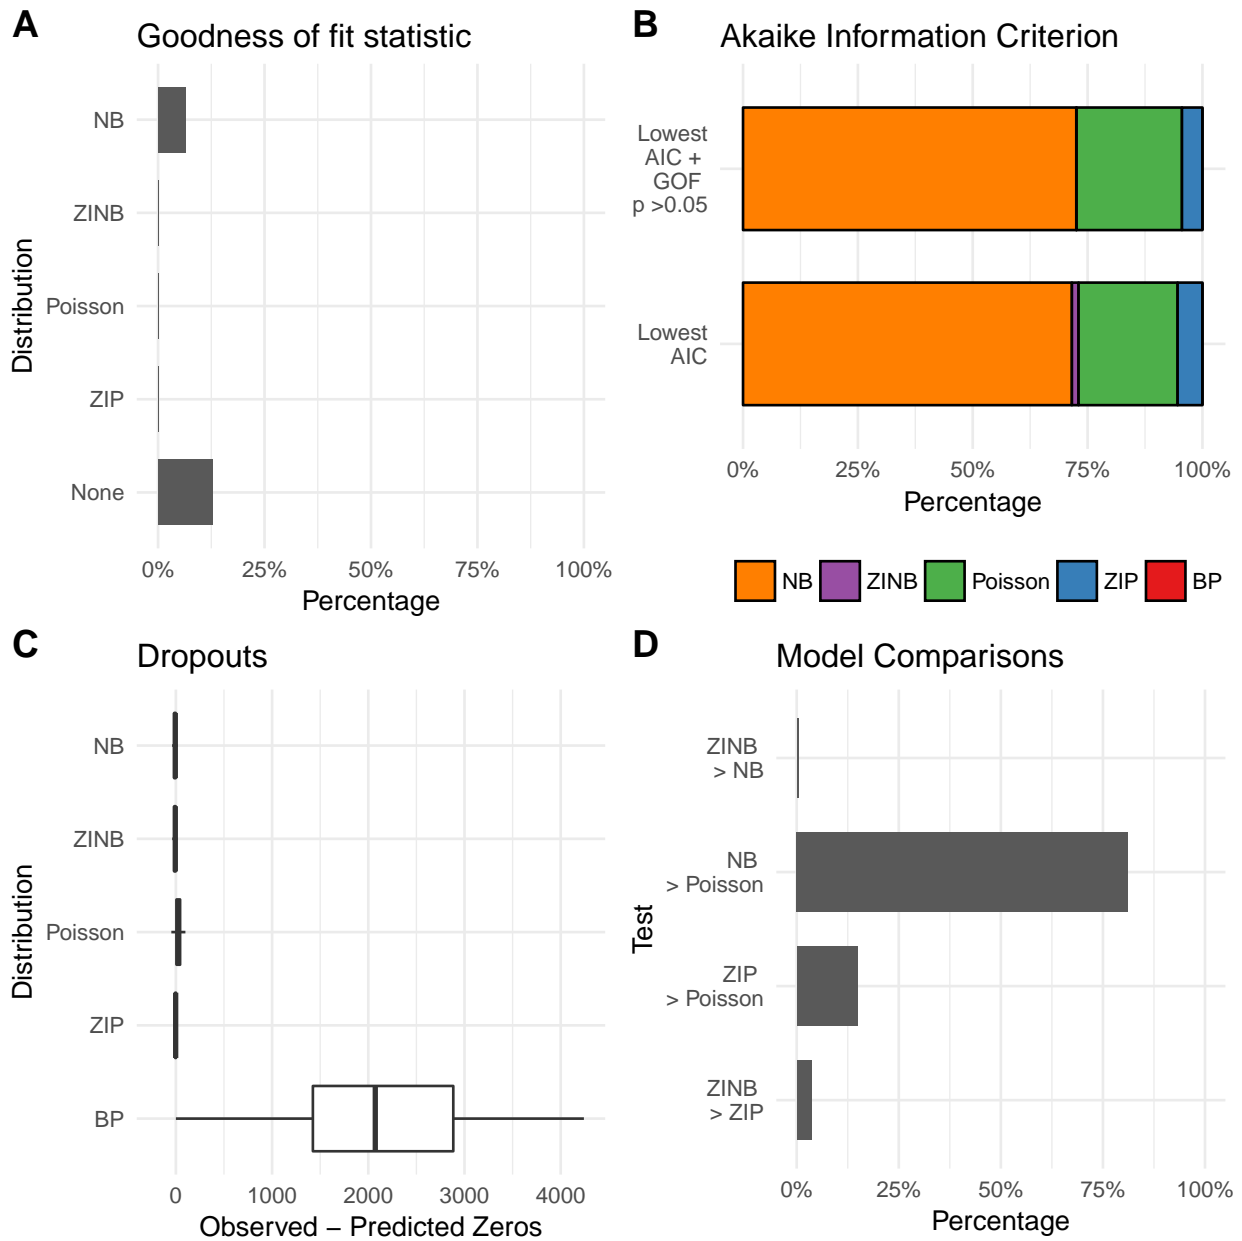 A
Goodness of fit statistic
Distribution
NB
ZINB
Poisson
ZIP
None
0% 25% 50% 75% 100%
Percentage
B
Akaike Information Criterion
Lowest
AIC +
GOF
p >0.05
Lowest
AIC
0% 25% 50% 75% 100%
Percentage
NB ZINB Poisson ZIP BP
C
Dropouts
Distribution
NB
ZINB
Poisson
ZIP
BP
0 1000 2000 3000 4000
Observed − Predicted Zeros
D
Model Comparisons
Test
ZINB
> NB
NB
> Poisson
ZIP
> Poisson
ZINB
> ZIP
0% 25% 50% 75% 100%
Percentage